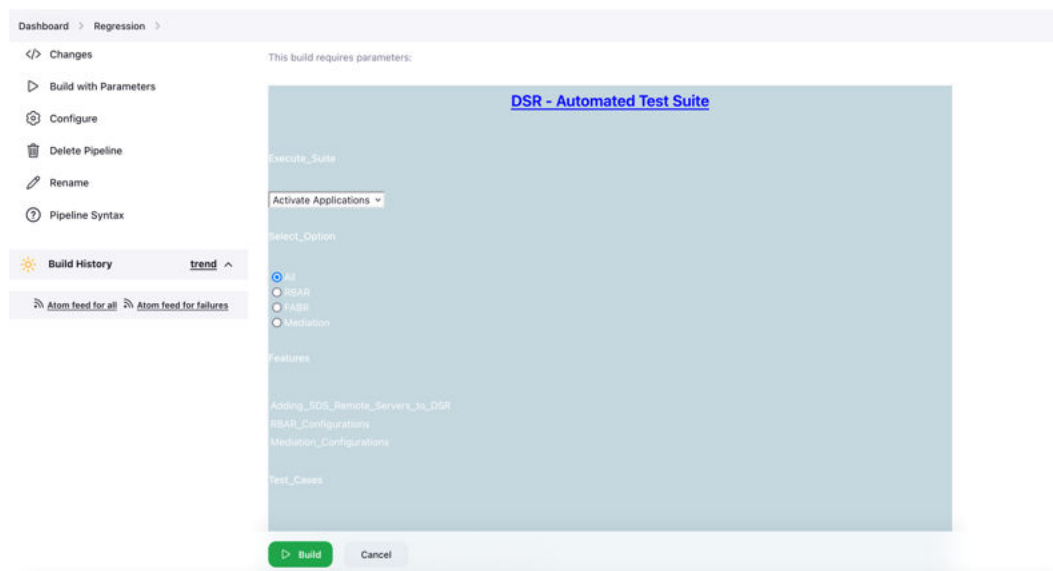 Dashboard > Regression >
</> Changes
Build with Parameters
Configure
Delete Pipeline
Rename
Pipeline Syntax
Build History trend
Atom feed for all Atom feed for failures
This build requires parameters:
DSR - Automated Test Suite
Execute_Suite
Activate Applications
Select_Option
All
RBAR
FABR
Mediation
Features
Adding_SDS_Remote_Servers_to_DSR
RBAR_Configurations
Mediation_Configurations
Test_Cases
Build Cancel